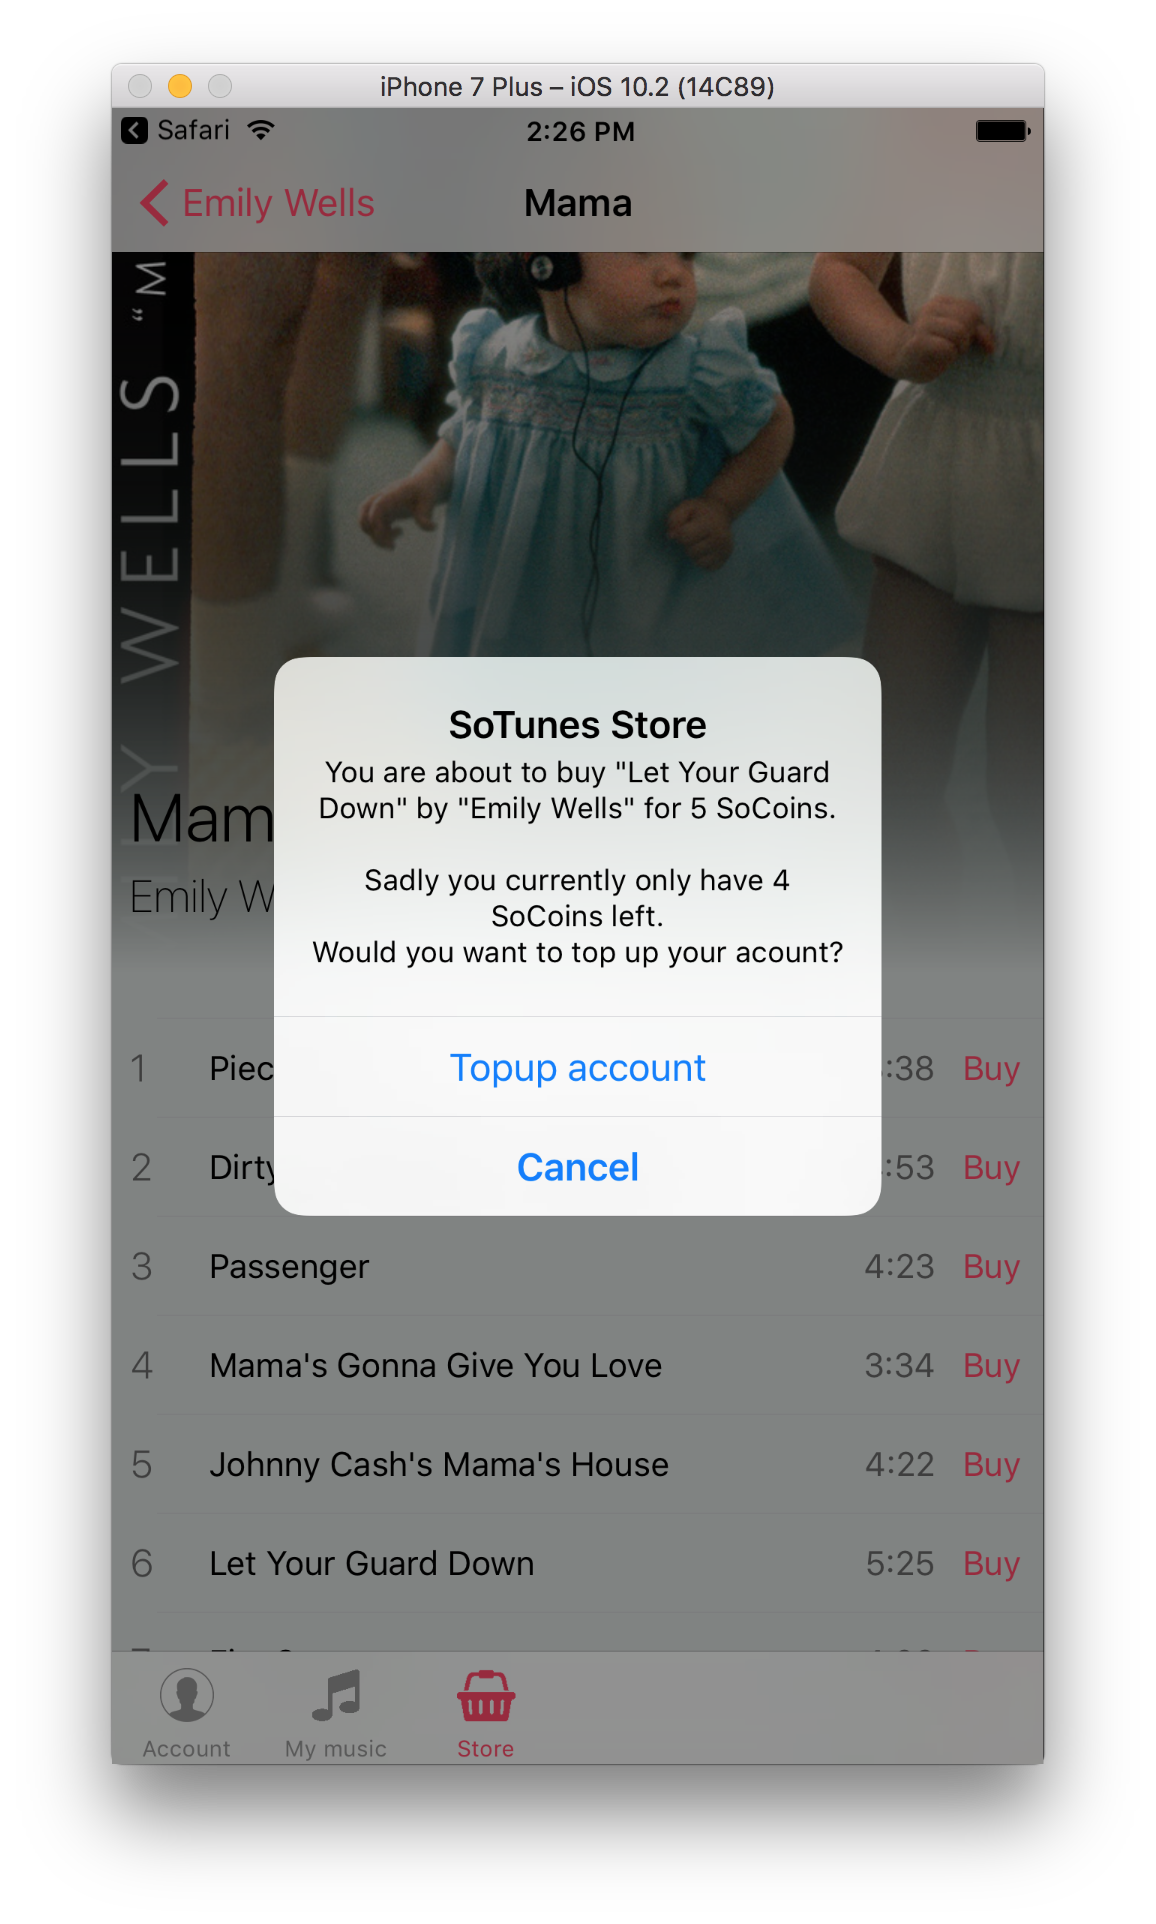 iPhone 7 Plus – iOS 10.2 (14C89)
Safari 2:26 PM
Emily Wells Mama
WELLS "M
SoTunes Store
You are about to buy "Let Your Guard
Down" by "Emily Wells" for 5 SoCoins.
Sadly you currently only have 4
SoCoins left.
Would you want to top up your acount?
Topup account
Cancel
Mam
Emily W
1 Piec :38 Buy
2 Dirty :53 Buy
3 Passenger 4:23 Buy
4 Mama's Gonna Give You Love 3:34 Buy
5 Johnny Cash's Mama's House 4:22 Buy
6 Let Your Guard Down 5:25 Buy
Account My music Store